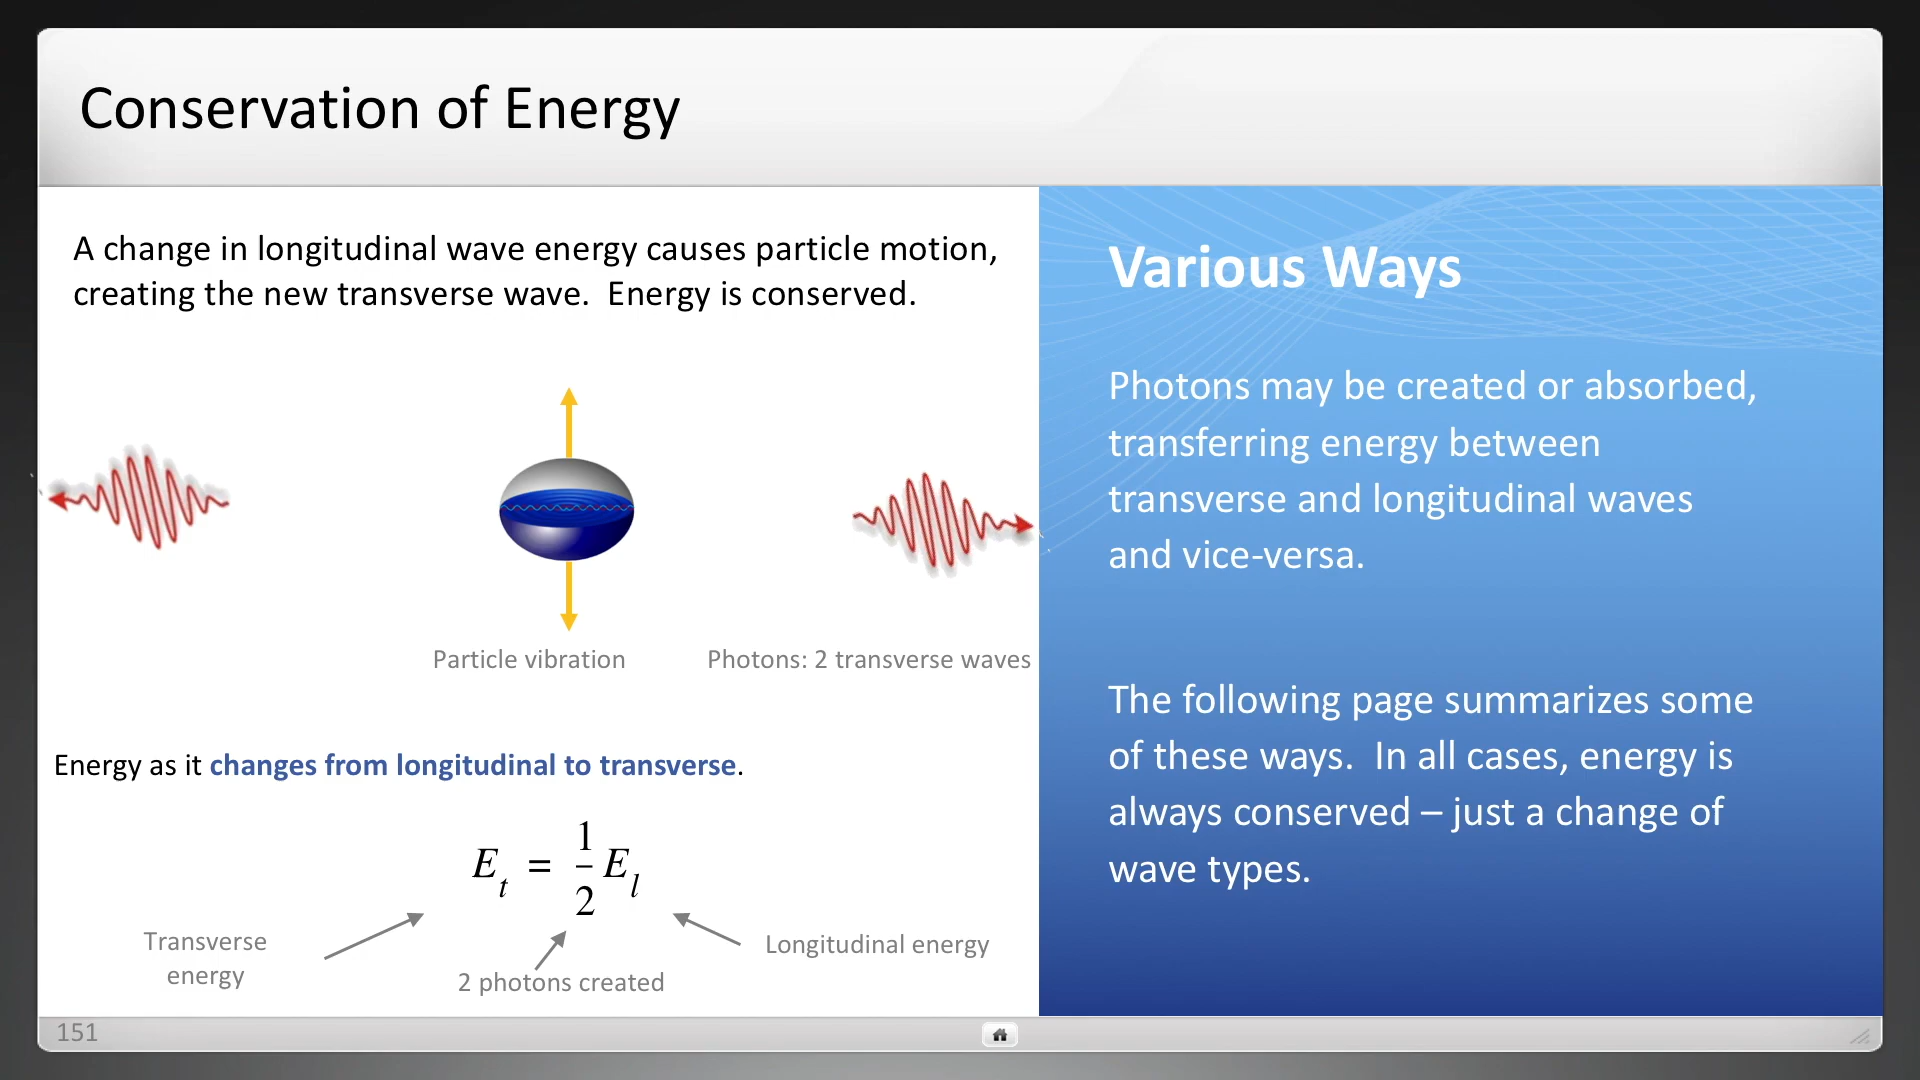 Conservation of Energy
A change in longitudinal wave energy causes particle motion,
creating the new transverse wave.  Energy is conserved.
Particle vibration
Photons: 2 transverse waves
Energy as it changes from longitudinal to transverse.
E_t = 1/2 E_l
Transverse
energy
2 photons created
Longitudinal energy
Various Ways
Photons may be created or absorbed,
transferring energy between
transverse and longitudinal waves
and vice-versa.
The following page summarizes some
of these ways.  In all cases, energy is
always conserved – just a change of
wave types.
151